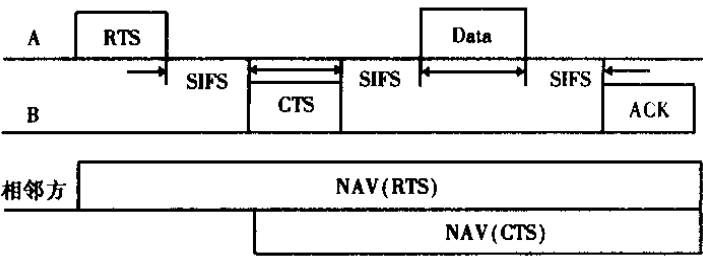 A RTS Data
SIFS SIFS SIFS
B CTS ACK
相邻方 NAV(RTS)
NAV(CTS)